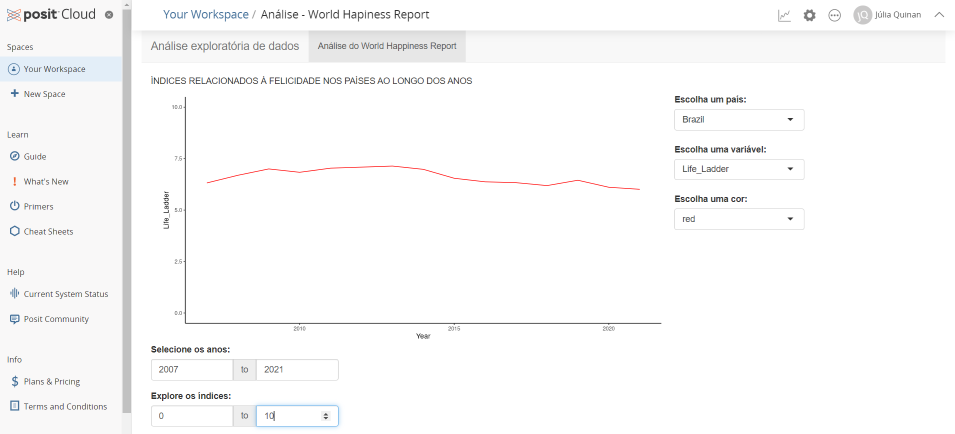 posit Cloud
Your Workspace / Análise - World Hapiness Report
JQ Júlia Quinan
Spaces
Your Workspace
New Space
Learn
Guide
What's New
Primers
Cheat Sheets
Help
Current System Status
Posit Community
Info
Plans & Pricing
Terms and Conditions
Análise exploratória de dados
Análise do World Happiness Report
ÍNDICES RELACIONADOS À FELICIDADE NOS PAÍSES AO LONGO DOS ANOS
10.0
7.5
5.0
2.5
0.0
Life_Ladder
2010
2015
2020
Year
Escolha um país:
Brazil
Escolha uma variável:
Life_Ladder
Escolha uma cor:
red
Selecione os anos:
2007 to 2021
Explore os índices:
0 to 10